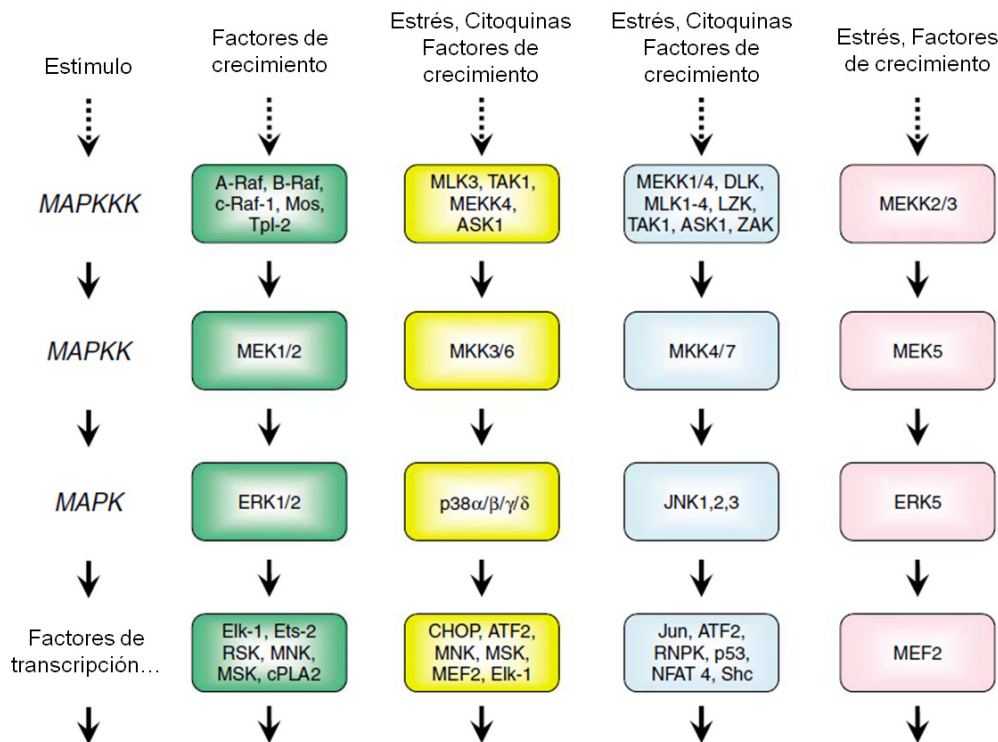 Estímulo
Factores de
crecimiento
Estrés, Citoquinas
Factores de
crecimiento
Estrés, Citoquinas
Factores de
crecimiento
Estrés, Factores
de crecimiento
MAPKKK
A-Raf, B-Raf,
c-Raf-1, Mos,
Tpl-2
MLK3, TAK1,
MEKK4,
ASK1
MEKK1/4, DLK,
MLK1-4, LZK,
TAK1, ASK1, ZAK
MEKK2/3
MAPKK
MEK1/2
MKK3/6
MKK4/7
MEK5
MAPK
ERK1/2
p38α/β/γ/δ
JNK1,2,3
ERK5
Factores de
transcripción…
Elk-1, Ets-2
RSK, MNK,
MSK, cPLA2
CHOP, ATF2,
MNK, MSK,
MEF2, Elk-1
Jun, ATF2,
RNPK, p53,
NFAT 4, Shc
MEF2